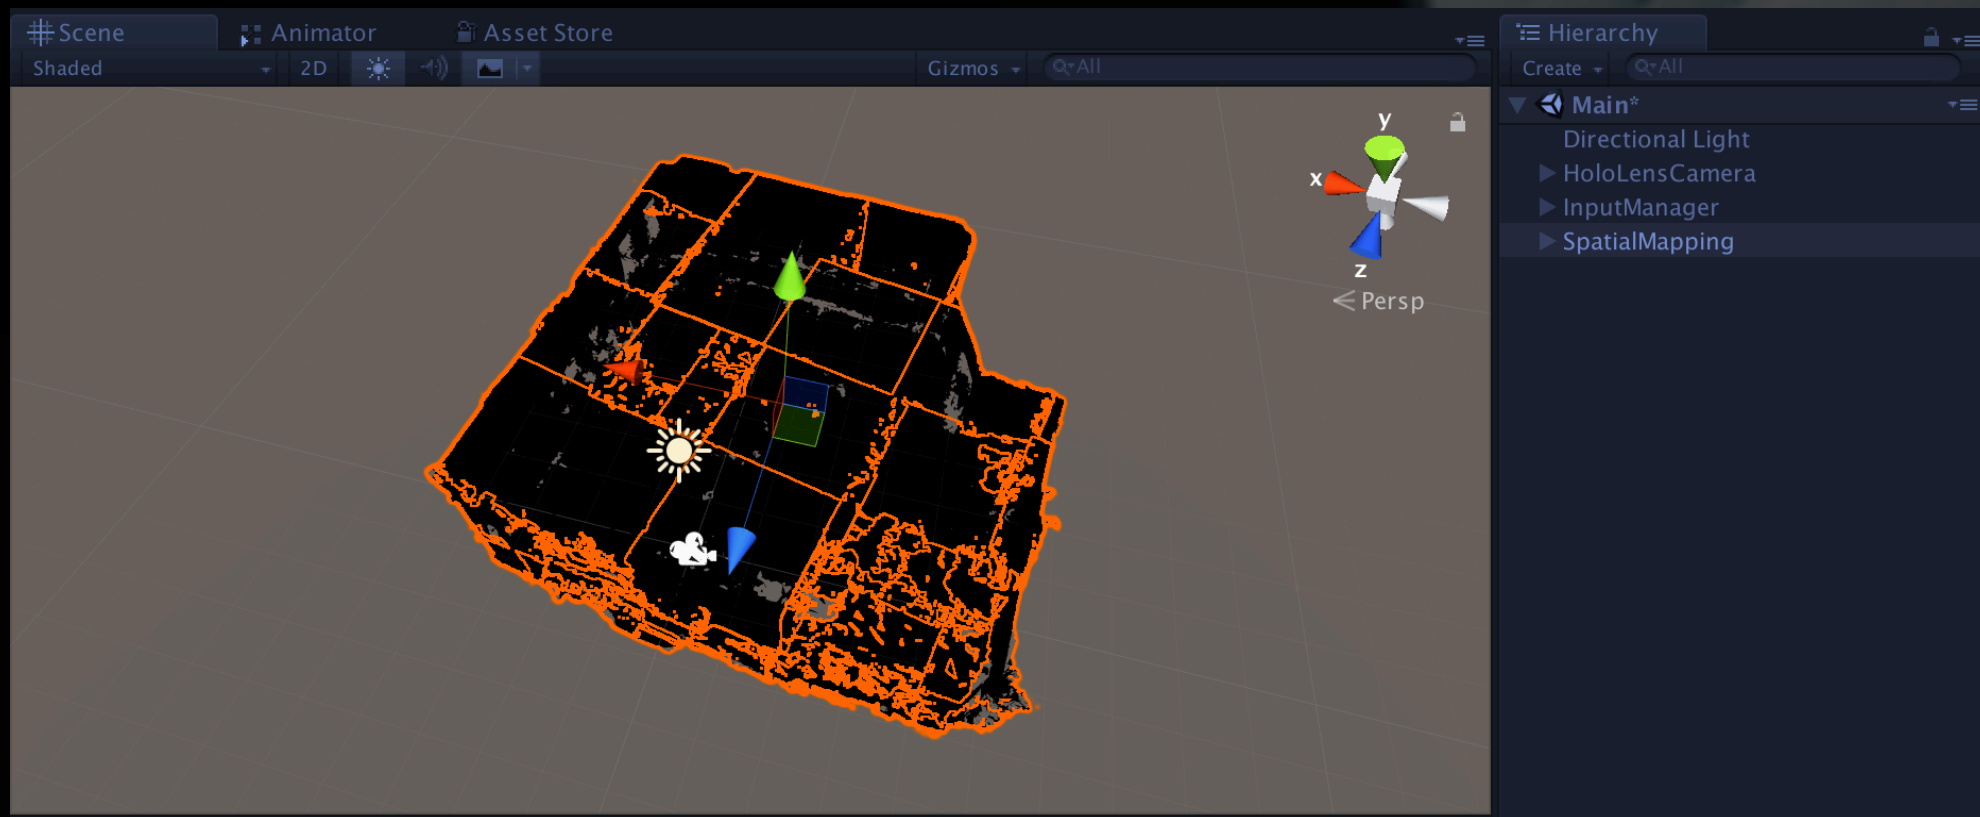 Scene Animator Asset Store
Shaded 2D Gizmos All
y
x
z
Persp
Hierarchy
Create All
Main*
Directional Light
HoloLensCamera
InputManager
SpatialMapping